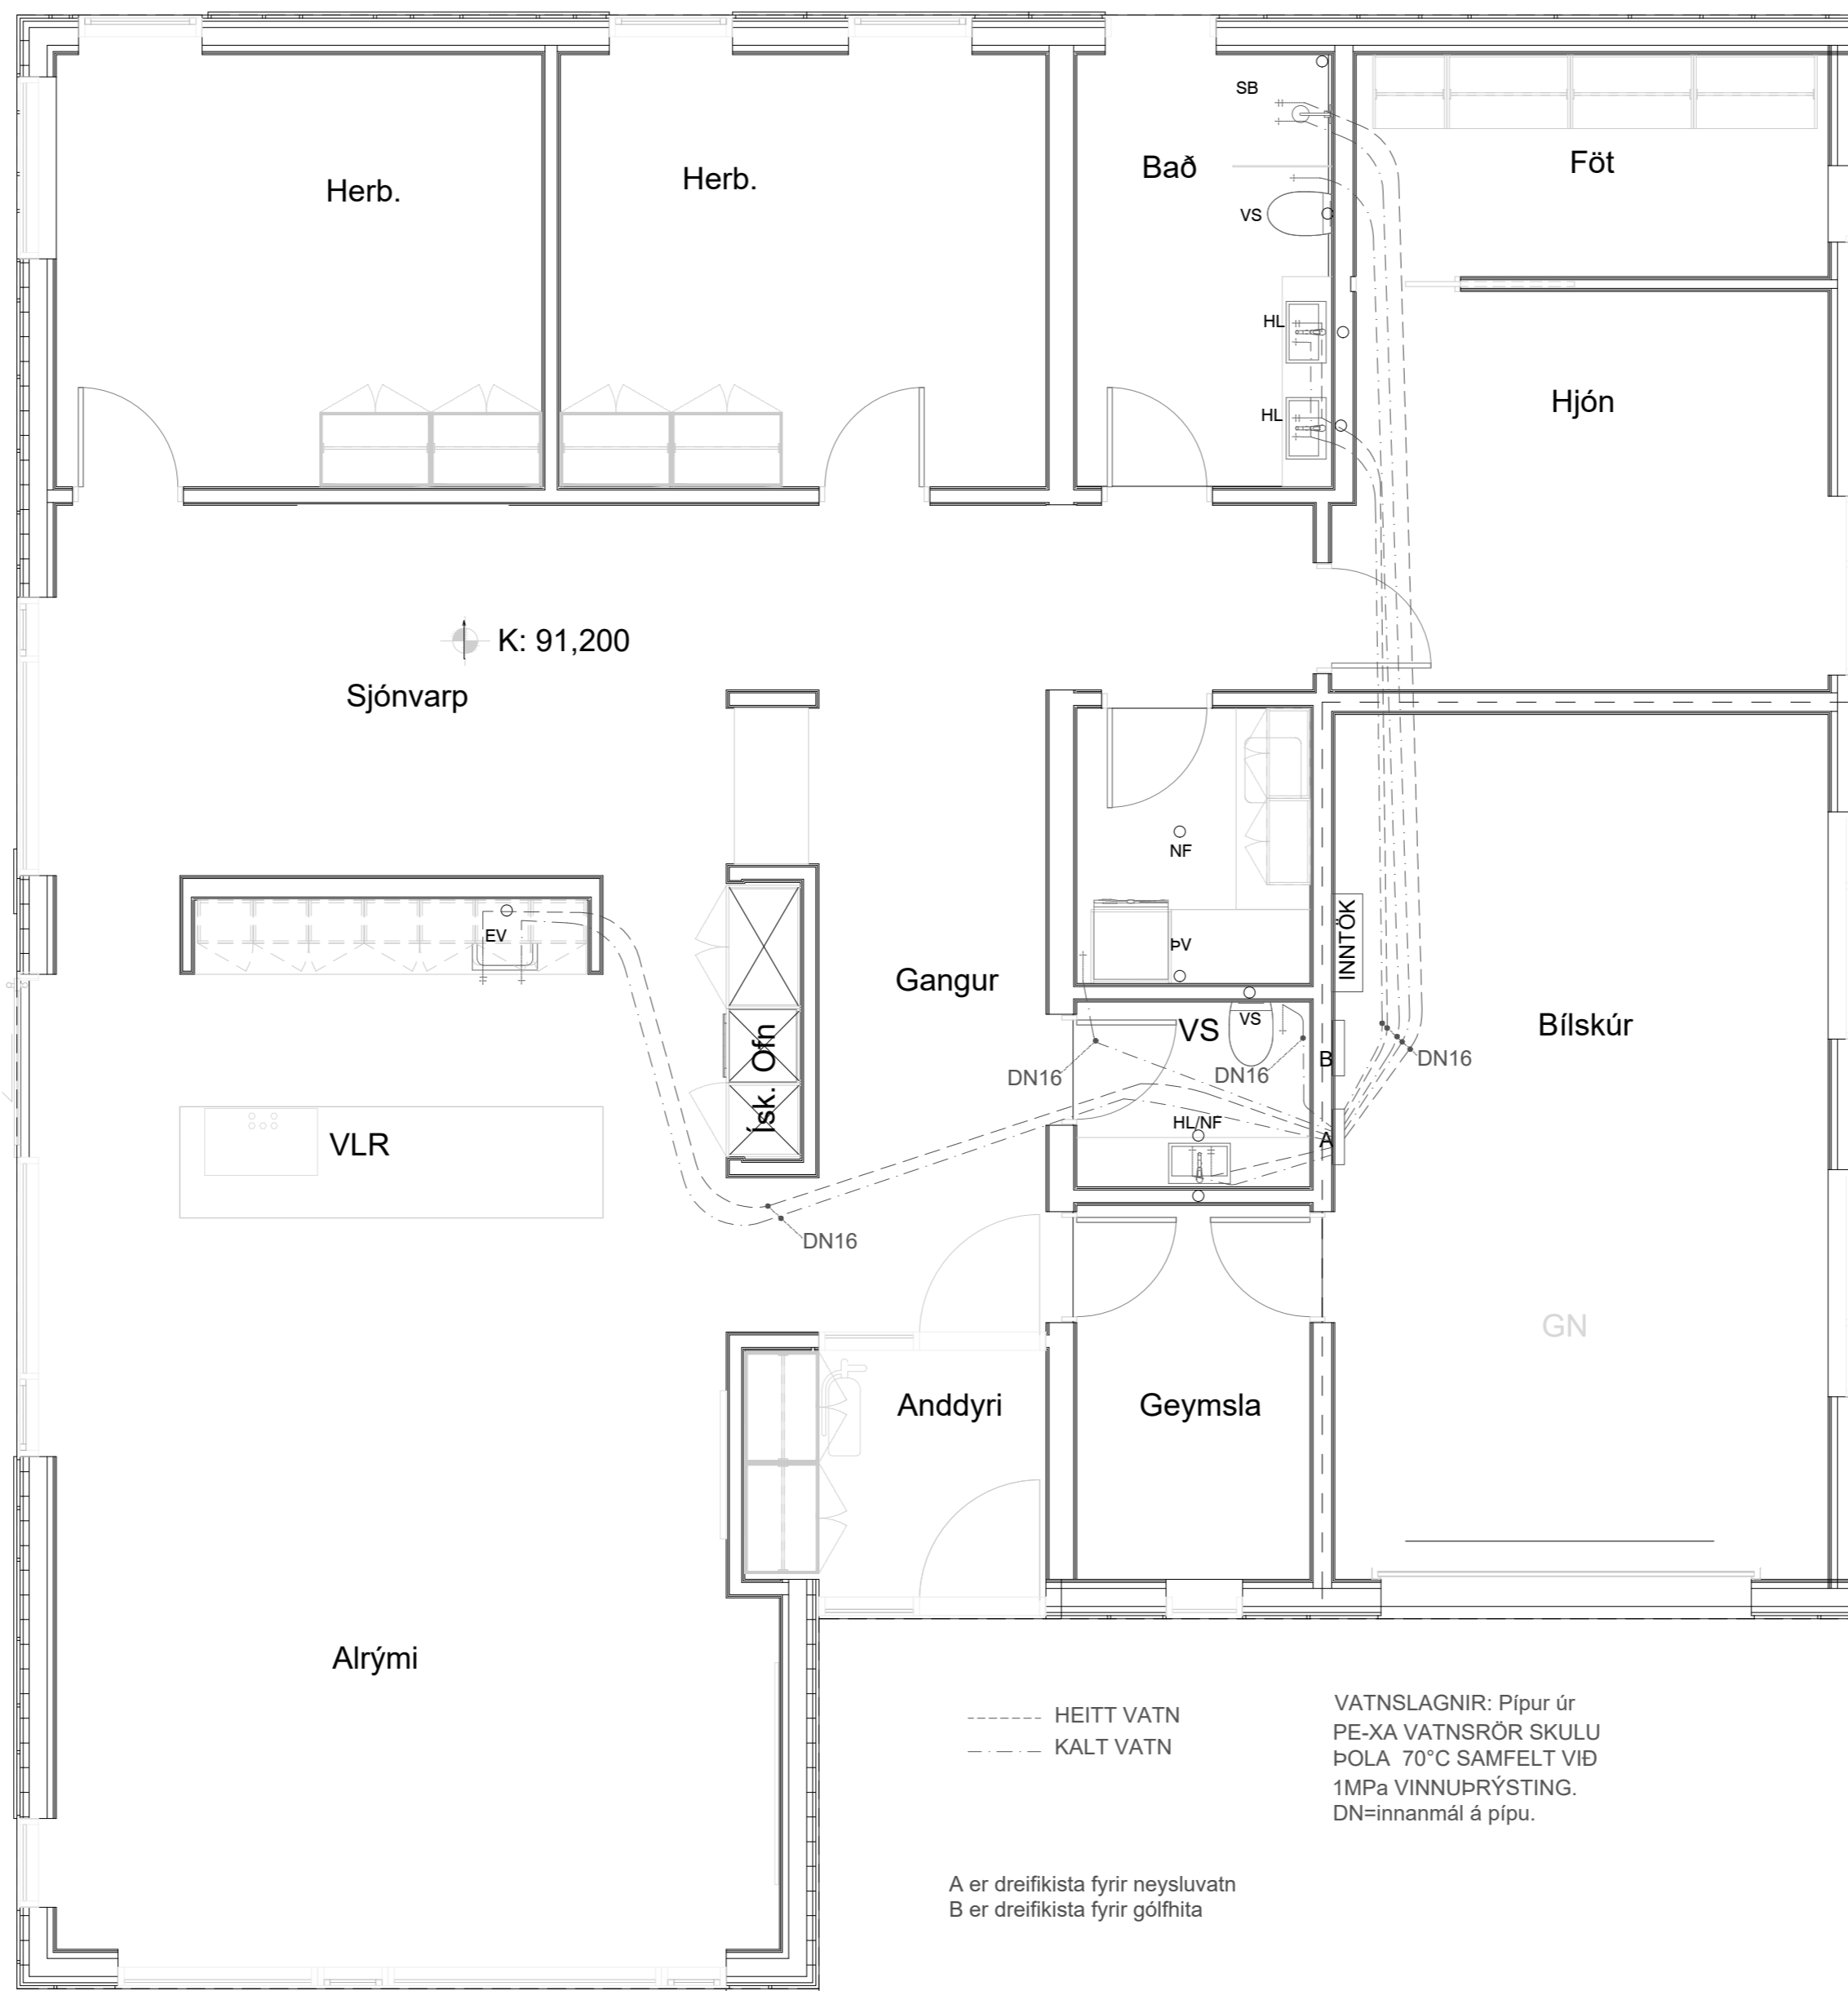 SB
Herb.
Herb.
Bað
Föt
VS
HL
HL
Hjón
K: 91,200
Sjónvarp
NF
EV
ÞV
INNTÖK
Gangur
VS
VS
Bílskúr
Ofn
B
DN16
DN16
DN16
Ísk.
VLR
HL/NF
A
DN16
GN
Anddyri
Geymsla
Alrými
HEITT VATN
KALT VATN
VATNSLAGNIR: Pípur úr
PE-XA VATNSRÖR SKULU
ÞOLA 70°C SAMFELT VIÐ
1MPa VINNUÞRÝSTING.
DN=innanmál á pípu.
A er dreifikista fyrir neysluvatn
B er dreifikista fyrir gólfhita